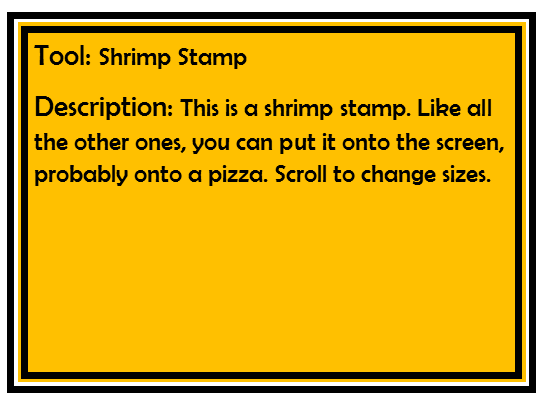 Tool: Shrimp Stamp
Description: This is a shrimp stamp. Like all
the other ones, you can put it onto the screen,
probably onto a pizza. Scroll to change sizes.